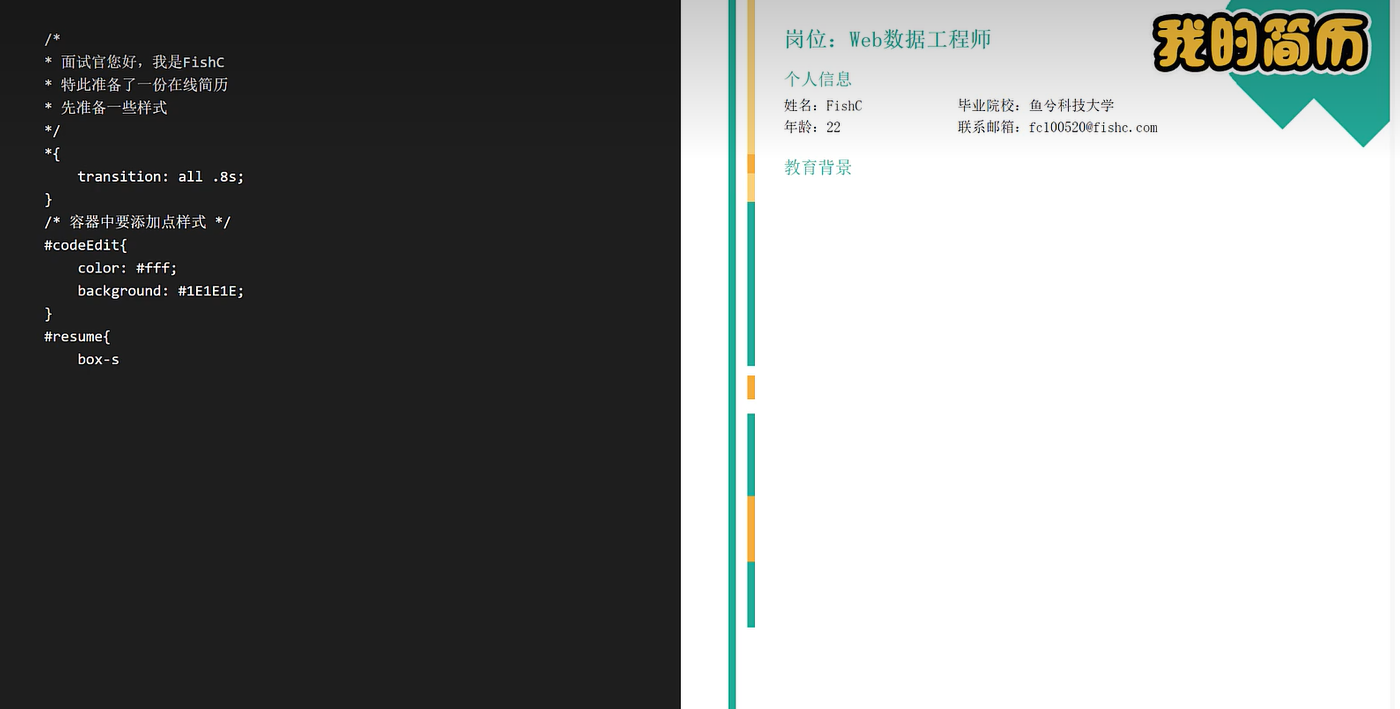 /*
* 面试官您好，我是FishC
* 特此准备了一份在线简历
* 先准备一些样式
*/
*{
    transition: all .8s;
}
/* 容器中要添加点样式 */
#codeEdit{
    color: #fff;
    background: #1E1E1E;
}
#resume{
    box-s
我的简历
岗位：Web数据工程师
个人信息
姓名：FishC 毕业院校：鱼兮科技大学
年龄：22 联系邮箱：fc100520@fishc.com
教育背景